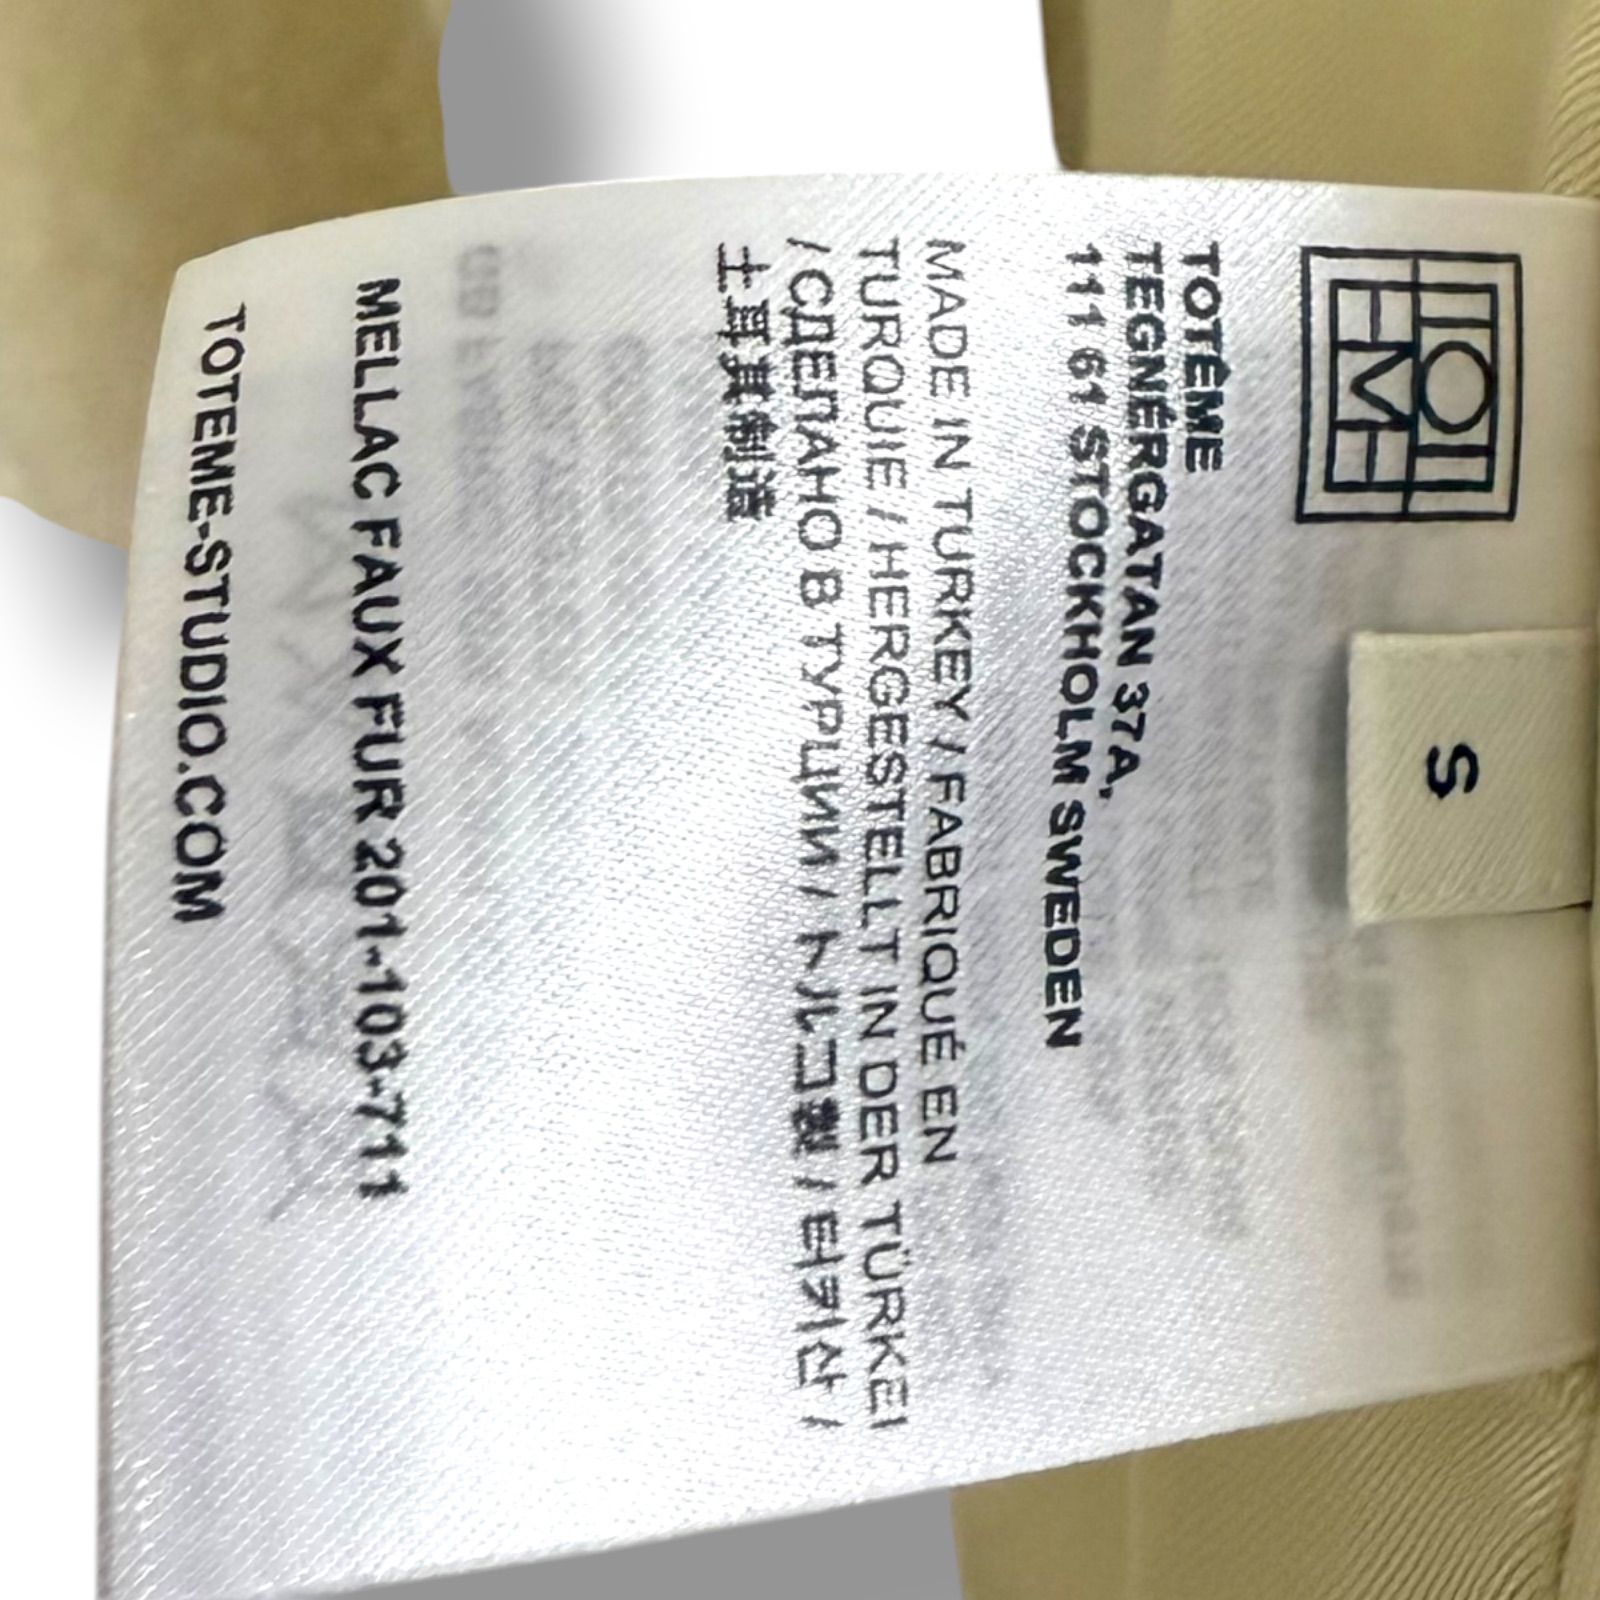 TOTEME
S
TOTÊME
TEGNÉRGATAN 37A,
111 61 STOCKHOLM SWEDEN
MADE IN TURKEY / FABRIQUÉ EN
TURQUIE / HERGESTELLT IN DER TÜRKEI
/ СДЕЛАНО В ТУРЦИИ / トルコ製 / 터키산 /
土耳其制造
MELLAC FAUX FUR 201-103-711
TOTEME-STUDIO.COM